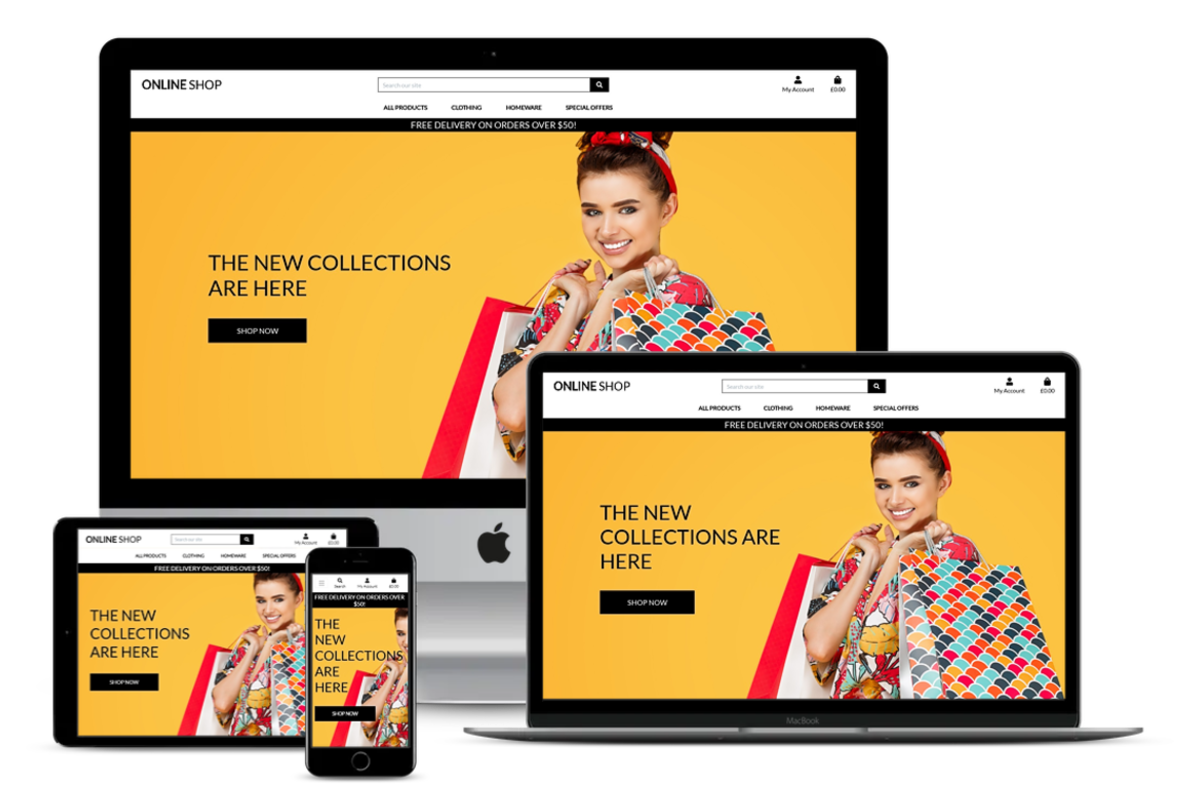 ONLINE SHOP
Search our site
My Account
£0.00
ALL PRODUCTS CLOTHING HOMEWARE SPECIAL OFFERS
FREE DELIVERY ON ORDERS OVER $50!
THE NEW COLLECTIONS
ARE HERE
SHOP NOW
ONLINE SHOP
Search our site
My Account
£0.00
ALL PRODUCTS CLOTHING HOMEWARE SPECIAL OFFERS
FREE DELIVERY ON ORDERS OVER $50!
THE NEW
COLLECTIONS ARE
HERE
SHOP NOW
MacBook
ONLINE SHOP
Search our site
My Account
£0.00
ALL PRODUCTS CLOTHING HOMEWARE SPECIAL OFFERS
FREE DELIVERY ON ORDERS OVER $50!
THE NEW
COLLECTIONS
ARE HERE
SHOP NOW
Search
My Account
£0.00
FREE DELIVERY ON ORDERS OVER
$50!
THE
NEW
COLLECTIONS
ARE
HERE
SHOP NOW